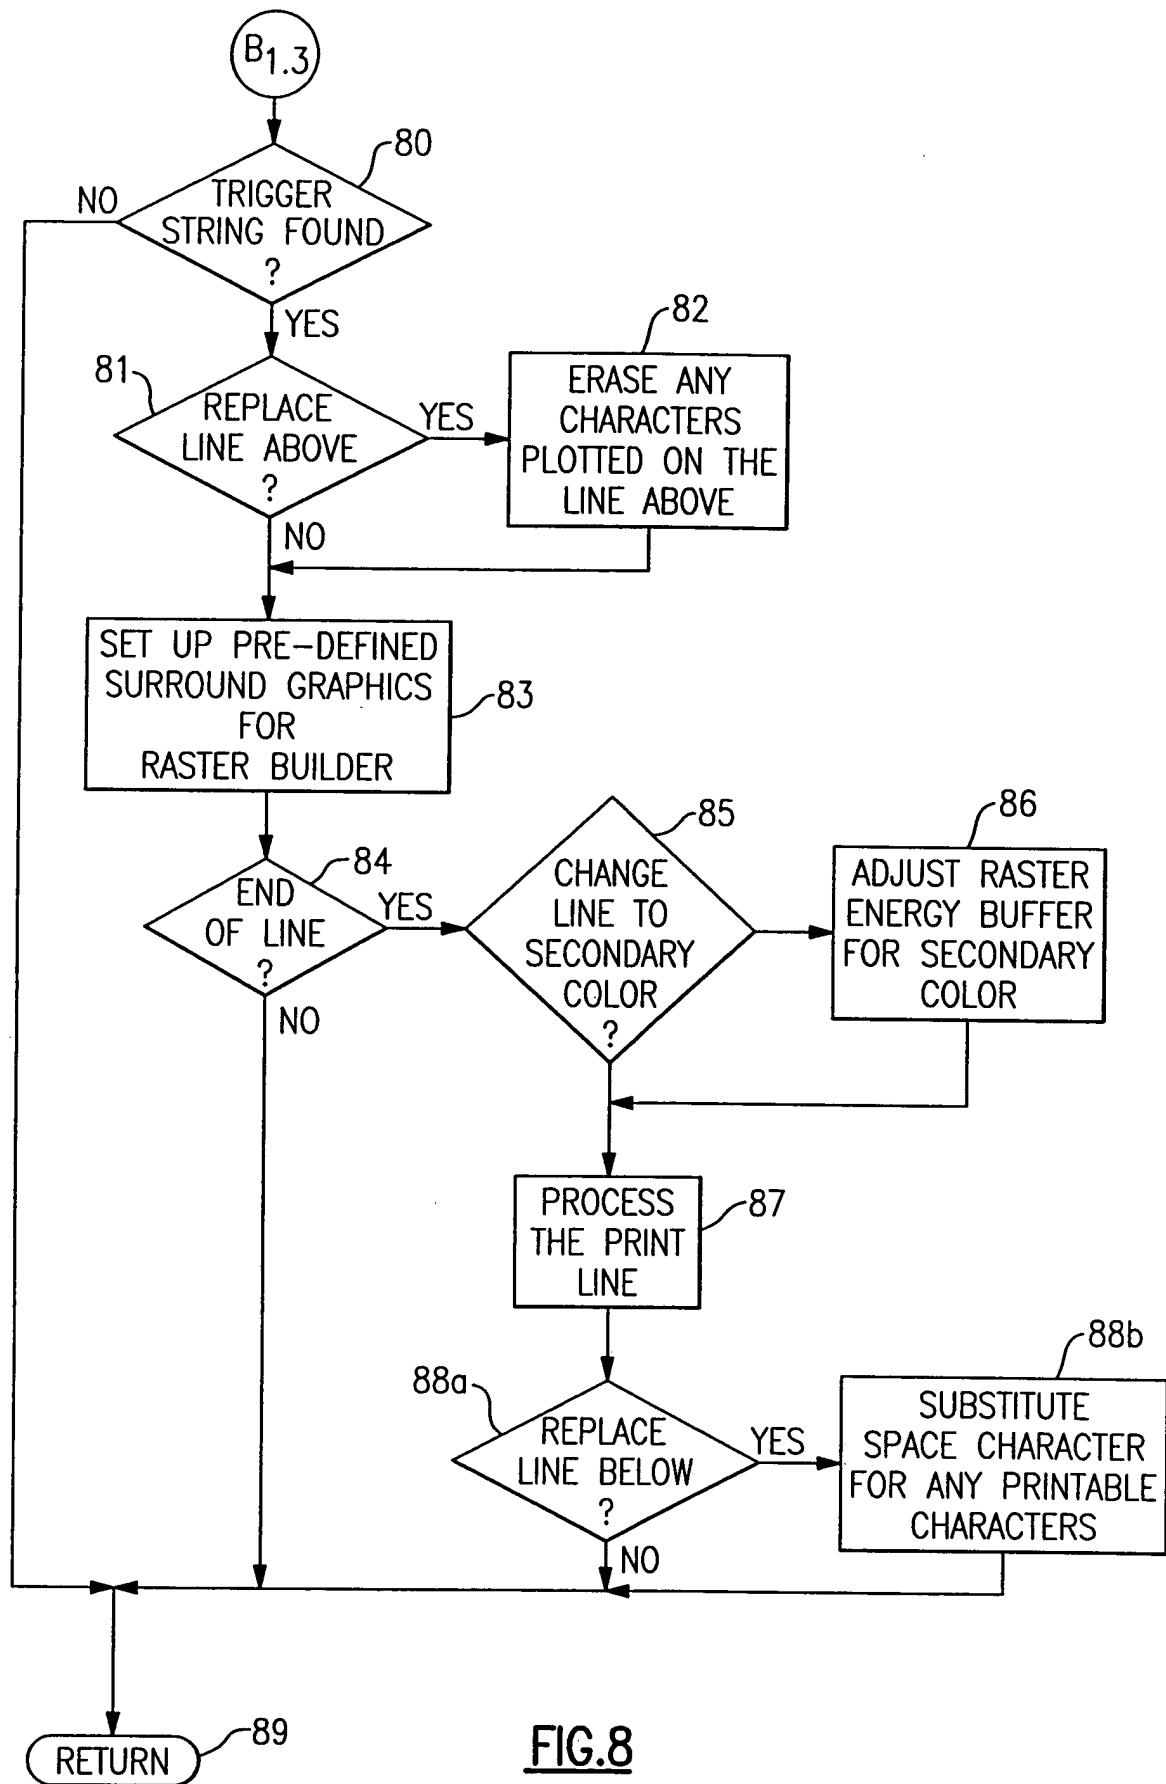 B1.3
80
NO
TRIGGER
STRING FOUND
?
YES
82
81
REPLACE
LINE ABOVE
?
YES
ERASE ANY
CHARACTERS
PLOTTED ON THE
LINE ABOVE
NO
SET UP PRE-DEFINED
SURROUND GRAPHICS
FOR
RASTER BUILDER
83
84
END
OF LINE
?
YES
NO
85
CHANGE
LINE TO
SECONDARY
COLOR
?
86
ADJUST RASTER
ENERGY BUFFER
FOR SECONDARY
COLOR
PROCESS
THE PRINT
LINE
87
88a
REPLACE
LINE BELOW
?
YES
88b
SUBSTITUTE
SPACE CHARACTER
FOR ANY PRINTABLE
CHARACTERS
NO
RETURN
89
FIG.8